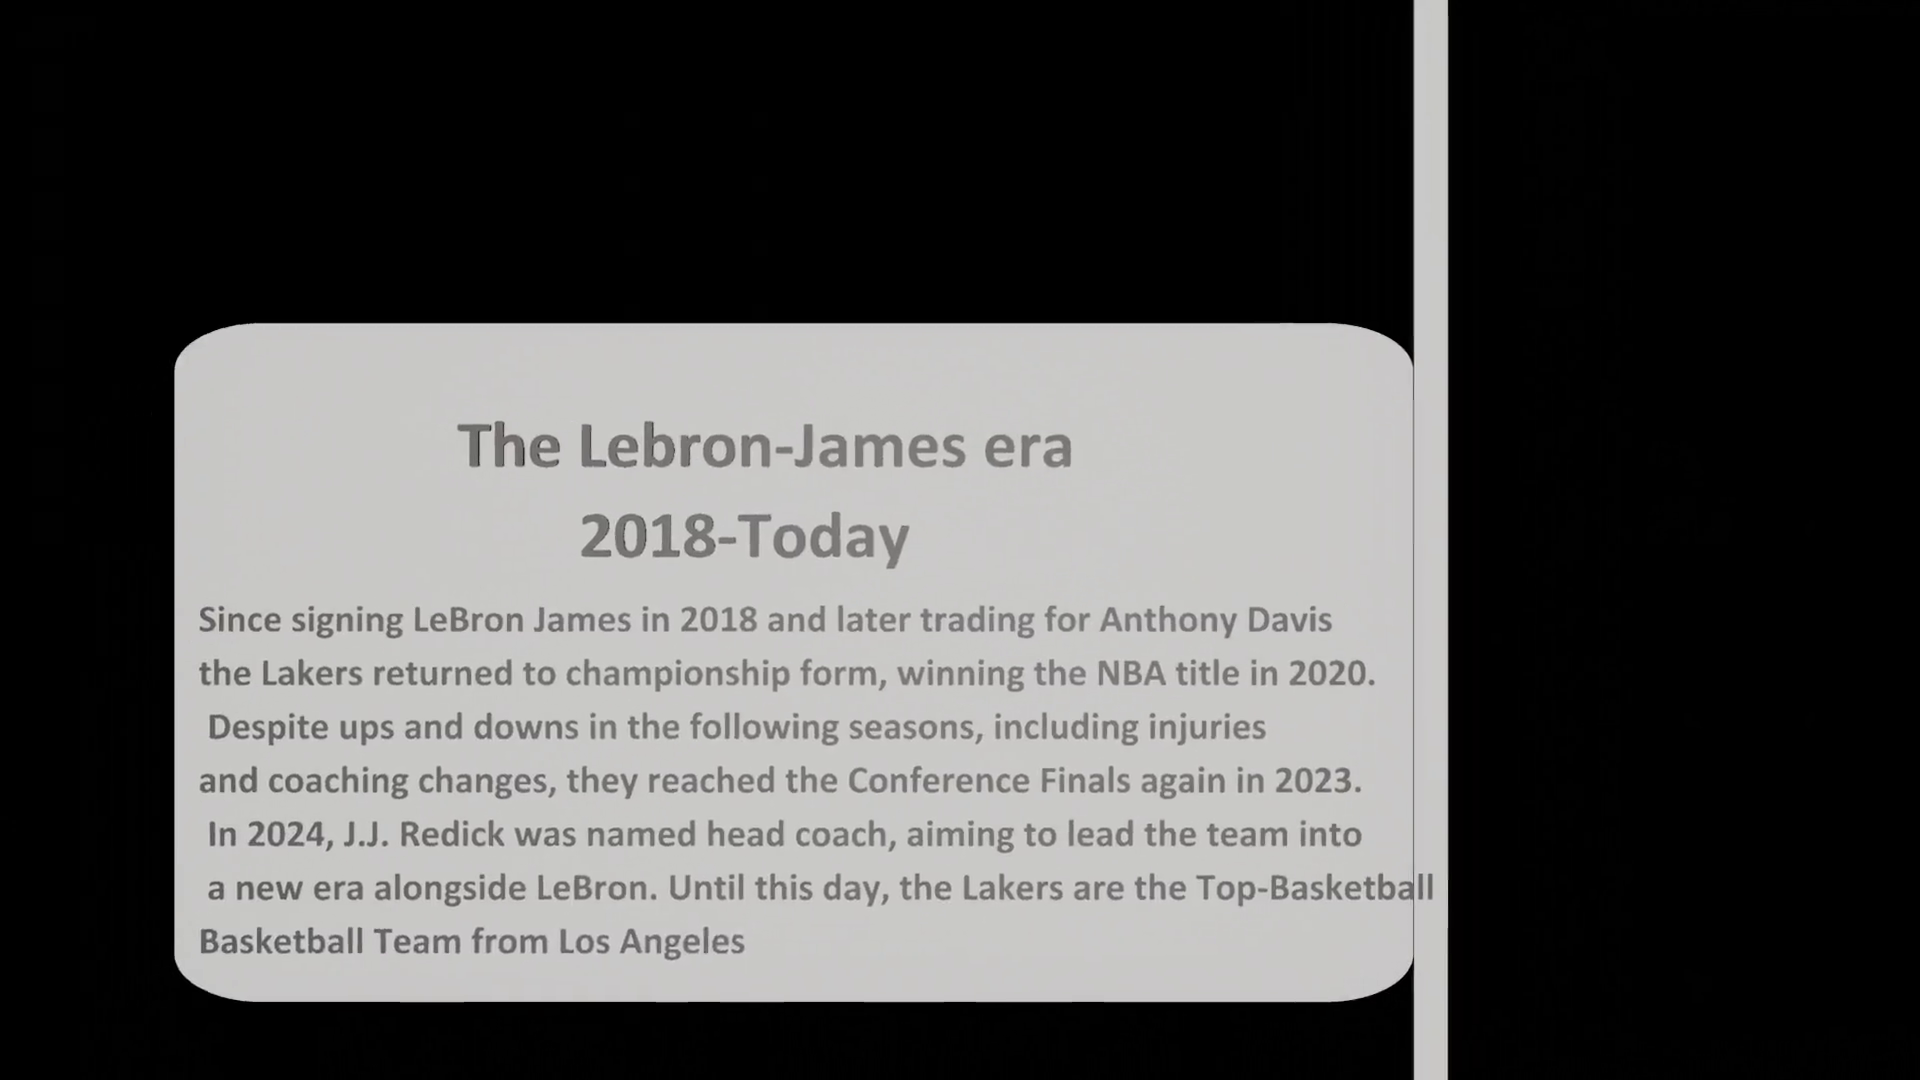 The Lebron-James era
2018-Today
Since signing LeBron James in 2018 and later trading for Anthony Davis
the Lakers returned to championship form, winning the NBA title in 2020.
Despite ups and downs in the following seasons, including injuries
and coaching changes, they reached the Conference Finals again in 2023.
In 2024, J.J. Redick was named head coach, aiming to lead the team into
a new era alongside LeBron. Until this day, the Lakers are the Top-Basketball
Basketball Team from Los Angeles